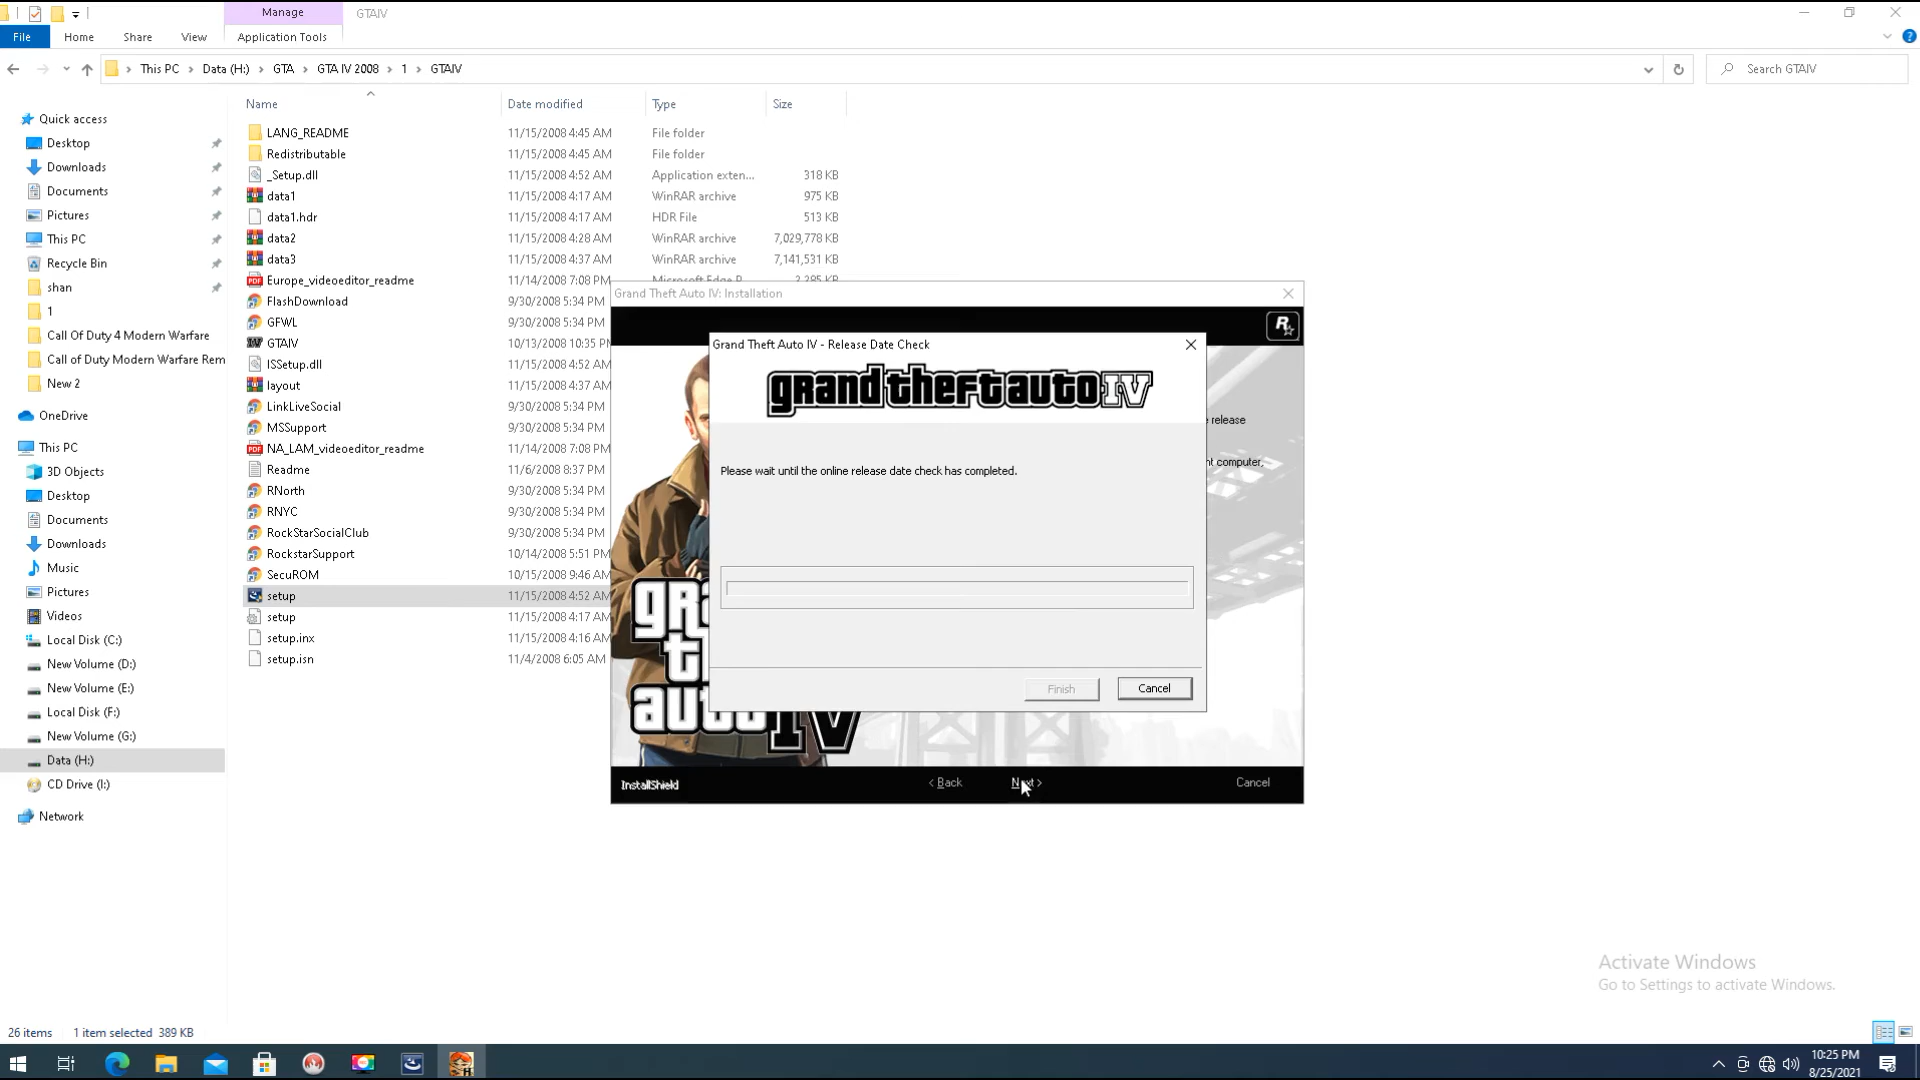 Manage
GTAIV
File
Home
Share
View
Application Tools
This PC
Data (H:)
GTA
GTA IV 2008
1
GTAIV
Search GTAIV
Name
Date modified
Type
Size
Quick access
Desktop
Downloads
Documents
Pictures
This PC
Recycle Bin
shan
1
Call Of Duty 4 Modern Warfare
Call of Duty Modern Warfare Rem
New 2
OneDrive
This PC
3D Objects
Desktop
Documents
Downloads
Music
Pictures
Videos
Local Disk (C:)
New Volume (D:)
New Volume (E:)
Local Disk (F:)
New Volume (G:)
Data (H:)
CD Drive (I:)
Network
LANG_README 11/15/2008 4:45 AM File folder
Redistributable 11/15/2008 4:45 AM File folder
_Setup.dll 11/15/2008 4:52 AM Application exten... 318 KB
data1 11/15/2008 4:17 AM WinRAR archive 975 KB
data1.hdr 11/15/2008 4:17 AM HDR File 513 KB
data2 11/15/2008 4:28 AM WinRAR archive 7,029,778 KB
data3 11/15/2008 4:37 AM WinRAR archive 7,141,531 KB
Europe_videoeditor_readme 11/14/2008 7:08 PM Microsoft Edge P... 2,285 KB
FlashDownload 9/30/2008 5:34 PM
GFWL 9/30/2008 5:34 PM
GTAIV 10/13/2008 10:35 PM
ISSetup.dll 11/15/2008 4:52 AM
layout 11/15/2008 4:37 AM
LinkLiveSocial 9/30/2008 5:34 PM
MSSupport 9/30/2008 5:34 PM
NA_LAM_videoeditor_readme 11/14/2008 7:08 PM
Readme 11/6/2008 8:37 PM
RNorth 9/30/2008 5:34 PM
RNYC 9/30/2008 5:34 PM
RockStarSocialClub 9/30/2008 5:34 PM
RockstarSupport 10/14/2008 5:51 PM
SecuROM 10/15/2008 9:46 AM
setup 11/15/2008 4:52 AM
setup 11/15/2008 4:17 AM
setup.inx 11/15/2008 4:16 AM
setup.isn 11/4/2008 6:05 AM
Grand Theft Auto IV: Installation
R
Grand Theft Auto IV - Release Date Check
grand theft auto IV
release
nt computer,
Please wait until the online release date check has completed.
Finish
Cancel
InstallShield
< Back
Next >
Cancel
Activate Windows
Go to Settings to activate Windows.
26 items
1 item selected 389 KB
10:25 PM
8/25/2021